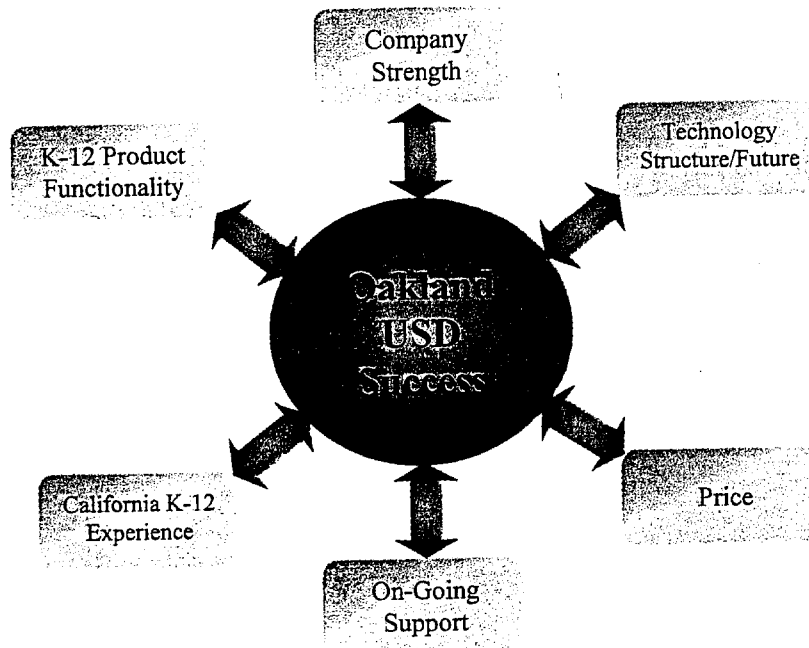 Company
Strength
K-12 Product
Functionality
Technology
Structure/Future
Oakland
USD
Success
California K-12
Experience
Price
On-Going
Support